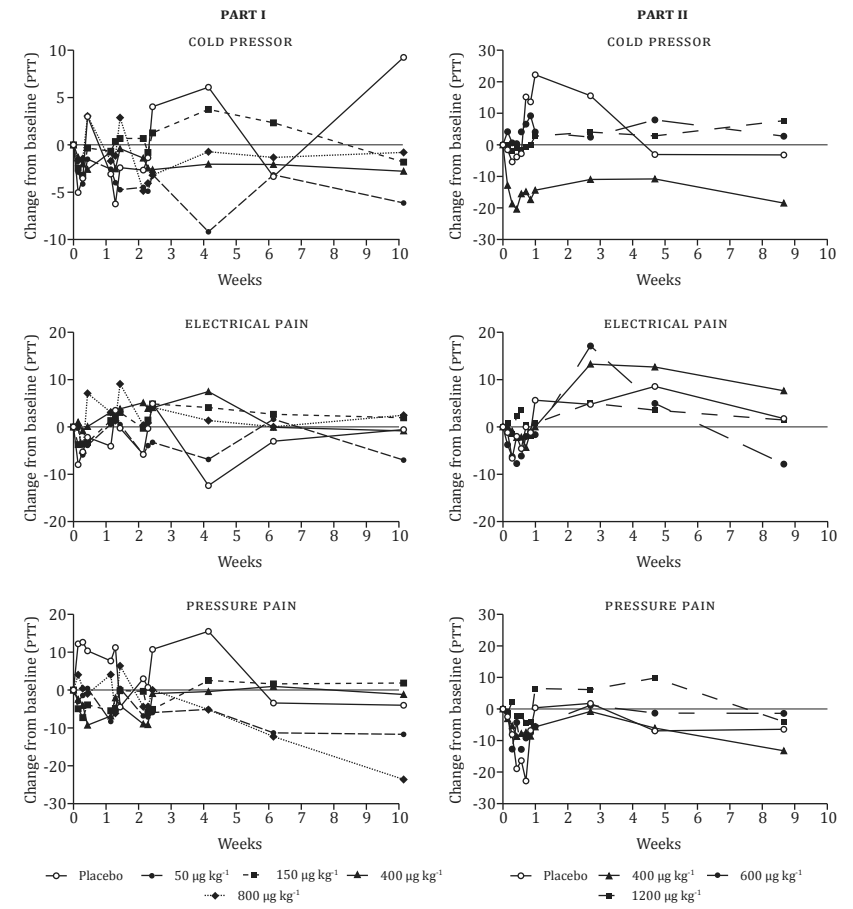 PART I
COLD PRESSOR
Change from baseline (PTT)
10
5
0
-5
-10
0 1 2 3 4 5 6 7 8 9 10
Weeks
ELECTRICAL PAIN
Change from baseline (PTT)
20
10
0
-10
-20
0 1 2 3 4 5 6 7 8 9 10
Weeks
PRESSURE PAIN
Change from baseline (PTT)
20
10
0
-10
-20
-30
0 1 2 3 4 5 6 7 8 9 10
Weeks
Placebo 50 µg kg-1 150 µg kg-1 400 µg kg-1
800 µg kg-1
PART II
COLD PRESSOR
Change from baseline (PTT)
30
20
10
0
-10
-20
-30
0 1 2 3 4 5 6 7 8 9 10
Weeks
ELECTRICAL PAIN
Change from baseline (PTT)
20
10
0
-10
-20
0 1 2 3 4 5 6 7 8 9 10
Weeks
PRESSURE PAIN
Change from baseline (PTT)
30
20
10
0
-10
-20
-30
0 1 2 3 4 5 6 7 8 9 10
Weeks
Placebo 400 µg kg-1 600 µg kg-1
1200 µg kg-1